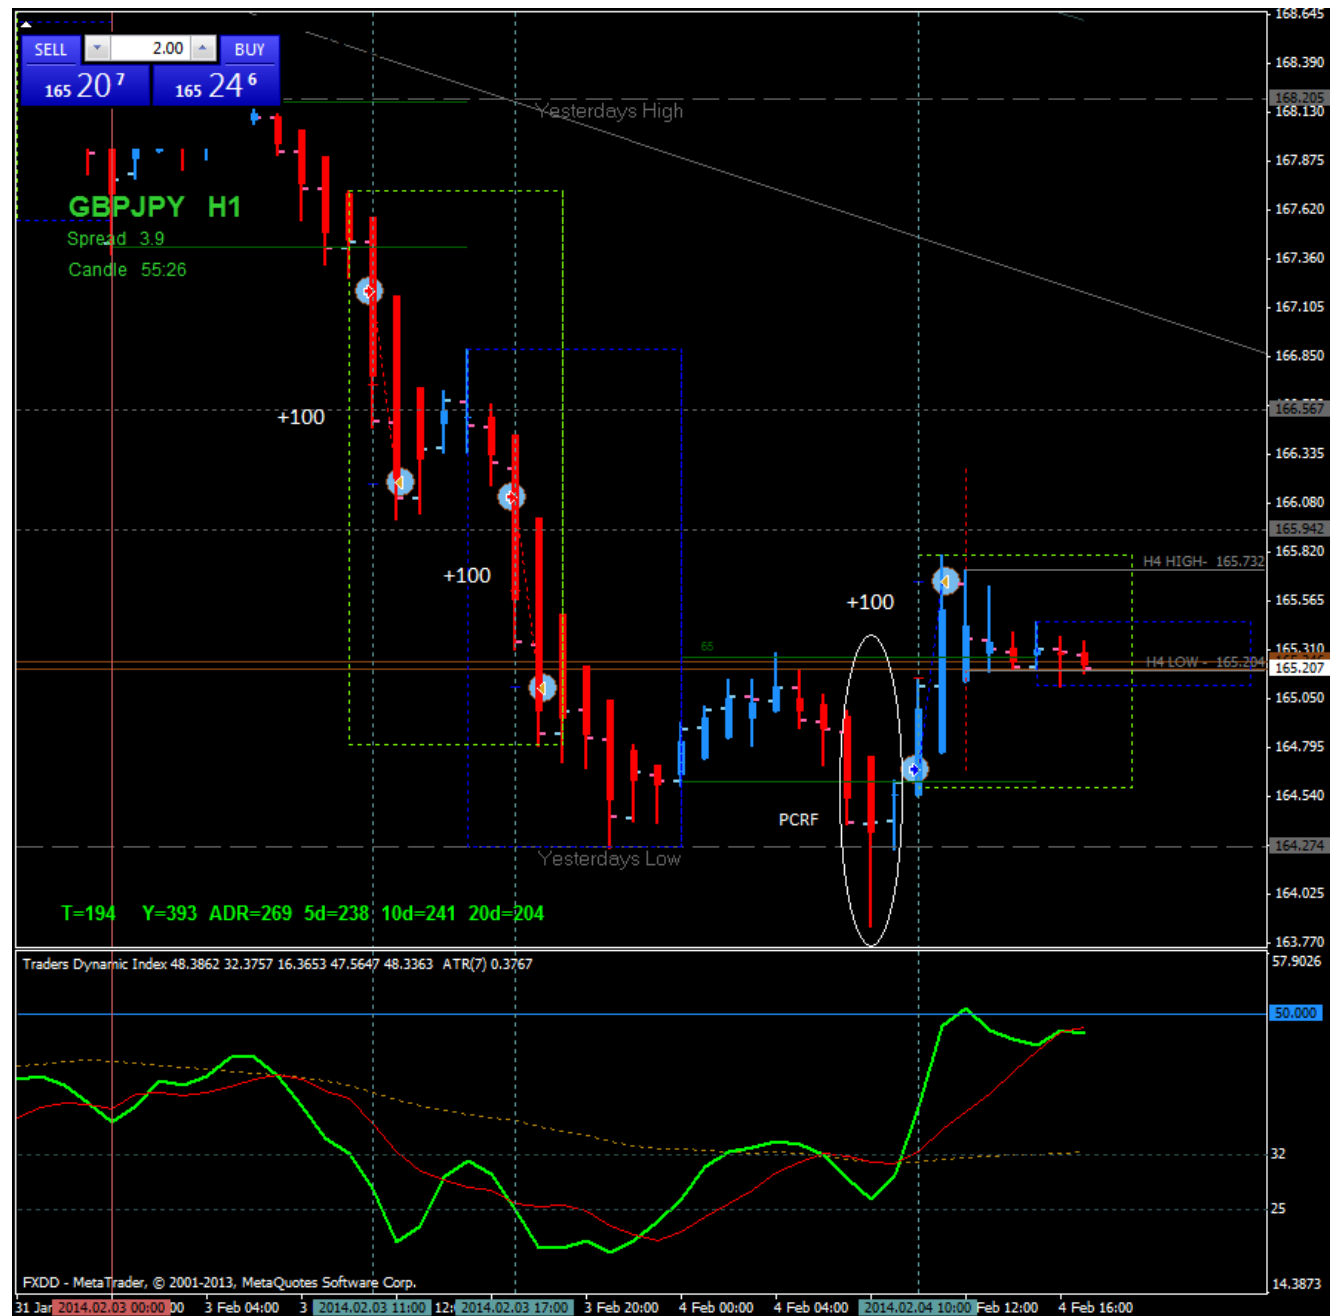 168.645
SELL 2.00 BUY
165 20 7 165 24 6
168.390
168.205
Yesterdays High
168.130
167.875
GBPJPY H1
167.620
Spread 3.9
167.360
Candle 55:26
167.105
166.850
166.567
+100
166.335
166.080
165.942
165.820
H4 HIGH- 165.732
+100
+100
165.565
65
165.310
H4 LOW - 165.204
165.207
165.050
164.795
164.540
PCRF
164.274
Yesterdays Low
164.025
T=194 Y=393 ADR=269 5d=238 10d=241 20d=204
163.770
Traders Dynamic Index 48.3862 32.3757 16.3653 47.5647 48.3363 ATR(7) 0.3767
57.9026
50.000
32
25
FXDD - MetaTrader, © 2001-2013, MetaQuotes Software Corp.
14.3873
31 Jan 2014.02.03 00:00 3 Feb 04:00 3 2014.02.03 11:00 12: 2014.02.03 17:00 3 Feb 20:00 4 Feb 00:00 4 Feb 04:00 2014.02.04 10:00 Feb 12:00 4 Feb 16:00